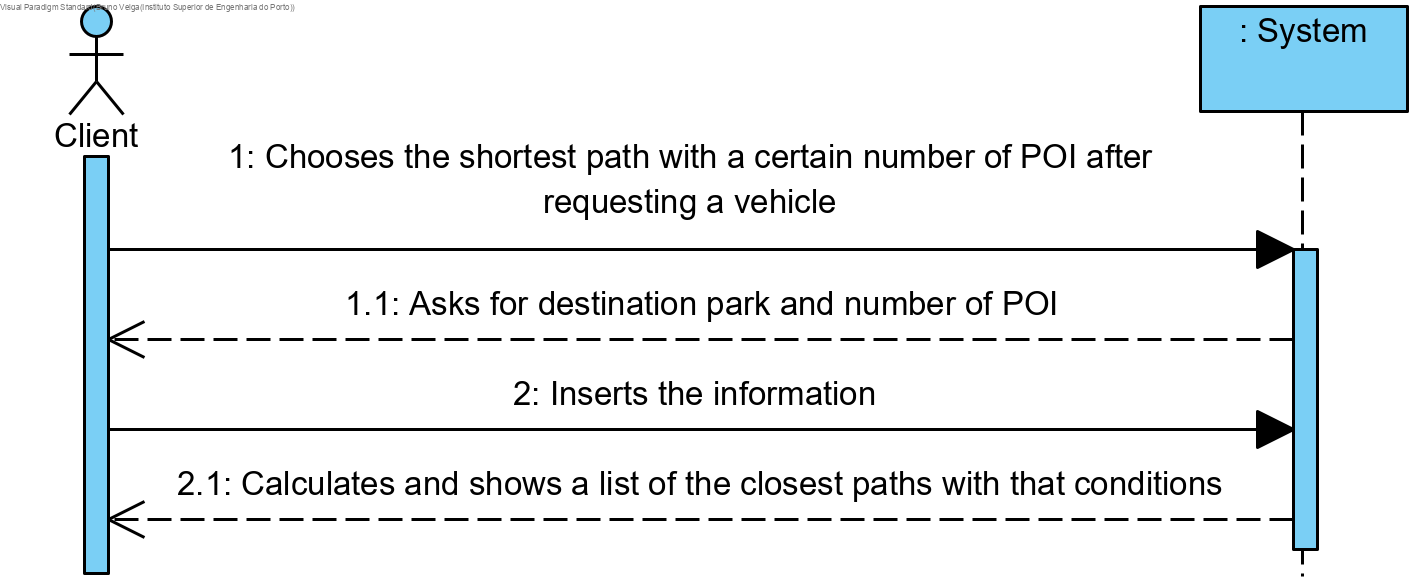 Visual Paradigm Standard(Bruno Veiga(Instituto Superior de Engenharia do Porto))
: System
Client
1: Chooses the shortest path with a certain number of POI after
requesting a vehicle
1.1: Asks for destination park and number of POI
2: Inserts the information
2.1: Calculates and shows a list of the closest paths with that conditions